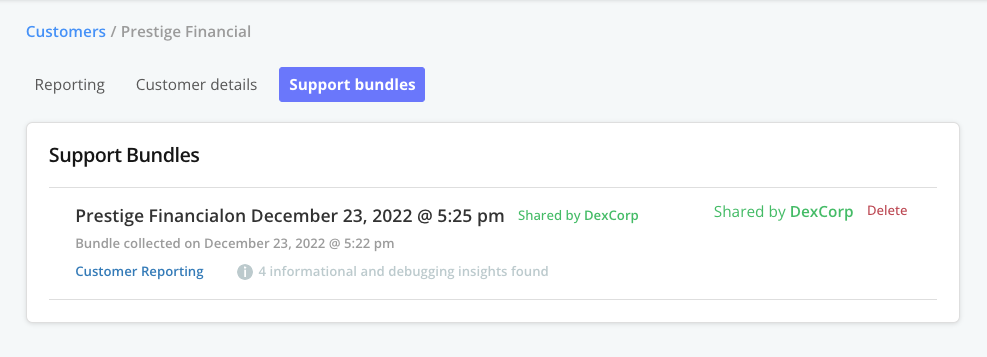 Customers / Prestige Financial
Reporting Customer details Support bundles
Support Bundles
Prestige Financialon December 23, 2022 @ 5:25 pm Shared by DexCorp Shared by DexCorp Delete
Bundle collected on December 23, 2022 @ 5:22 pm
Customer Reporting 4 informational and debugging insights found